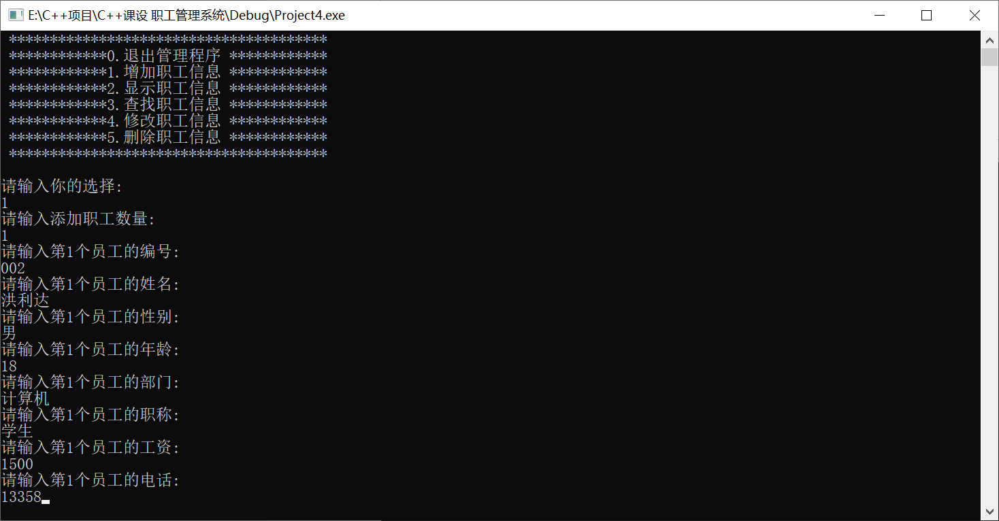 E:\C++项目\C++课设 职工管理系统\Debug\Project4.exe
***************************************
************0.退出管理程序 ************
************1.增加职工信息 ************
************2.显示职工信息 ************
************3.查找职工信息 ************
************4.修改职工信息 ************
************5.删除职工信息 ************
***************************************
请输入你的选择:
1
请输入添加职工数量:
1
请输入第1个员工的编号:
002
请输入第1个员工的姓名:
洪利达
请输入第1个员工的性别:
男
请输入第1个员工的年龄:
18
请输入第1个员工的部门:
计算机
请输入第1个员工的职称:
学生
请输入第1个员工的工资:
1500
请输入第1个员工的电话:
13358